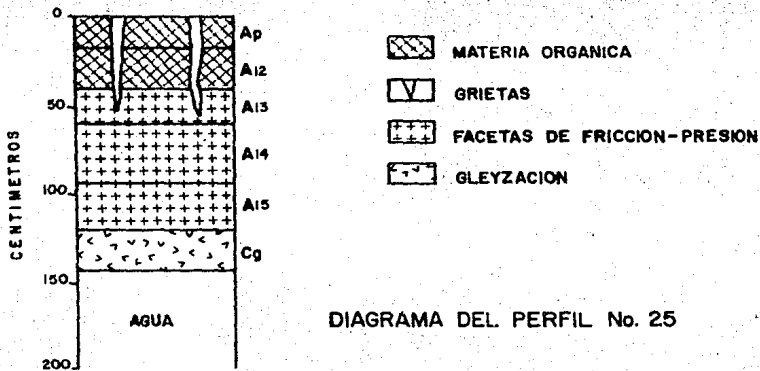 0
50
100
150
200
CENTIMETROS
Ap
A12
A13
A14
A15
Cg
AGUA
MATERIA ORGANICA
GRIETAS
FACETAS DE FRICCION-PRESION
GLEYZACION
DIAGRAMA DEL PERFIL No. 25